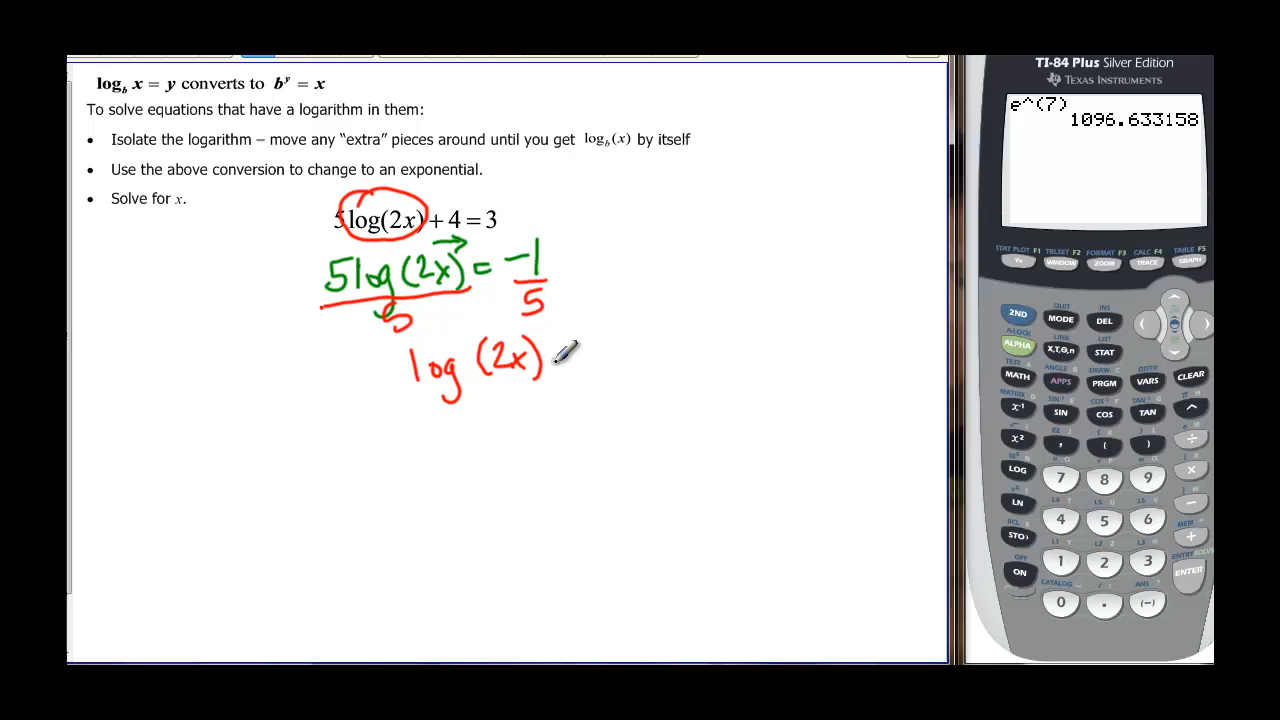 log_b x = y converts to b^y = x
To solve equations that have a logarithm in them:
• Isolate the logarithm – move any “extra” pieces around until you get log_b(x) by itself
• Use the above conversion to change to an exponential.
• Solve for x.
5log(2x) + 4 = 3
5log(2x) = -1
5 5
log (2x)
TI-84 Plus Silver Edition
TEXAS INSTRUMENTS
e^(7)
1096.633158
STAT PLOT F1 TBLSET F2 FORMAT F3 CALC F4 TABLE F5
Y= WINDOW ZOOM TRACE GRAPH
QUIT INS
2ND MODE DEL
A-LOCK LINK LIST
ALPHA X,T,Θ,n STAT
TEST A ANGLE B DRAW C DISTR
MATH APPS PRGM VARS CLEAR
MATRIX D SIN⁻¹ E COS⁻¹ F TAN⁻¹ G π H
x⁻¹ SIN COS TAN ^
x² , ( ) ÷
LOG 7 8 9 ×
LN 4 5 6 −
RCL X
STO› 1 2 3 +
OFF CATALOG ANS ?
ON 0 . (−) ENTER